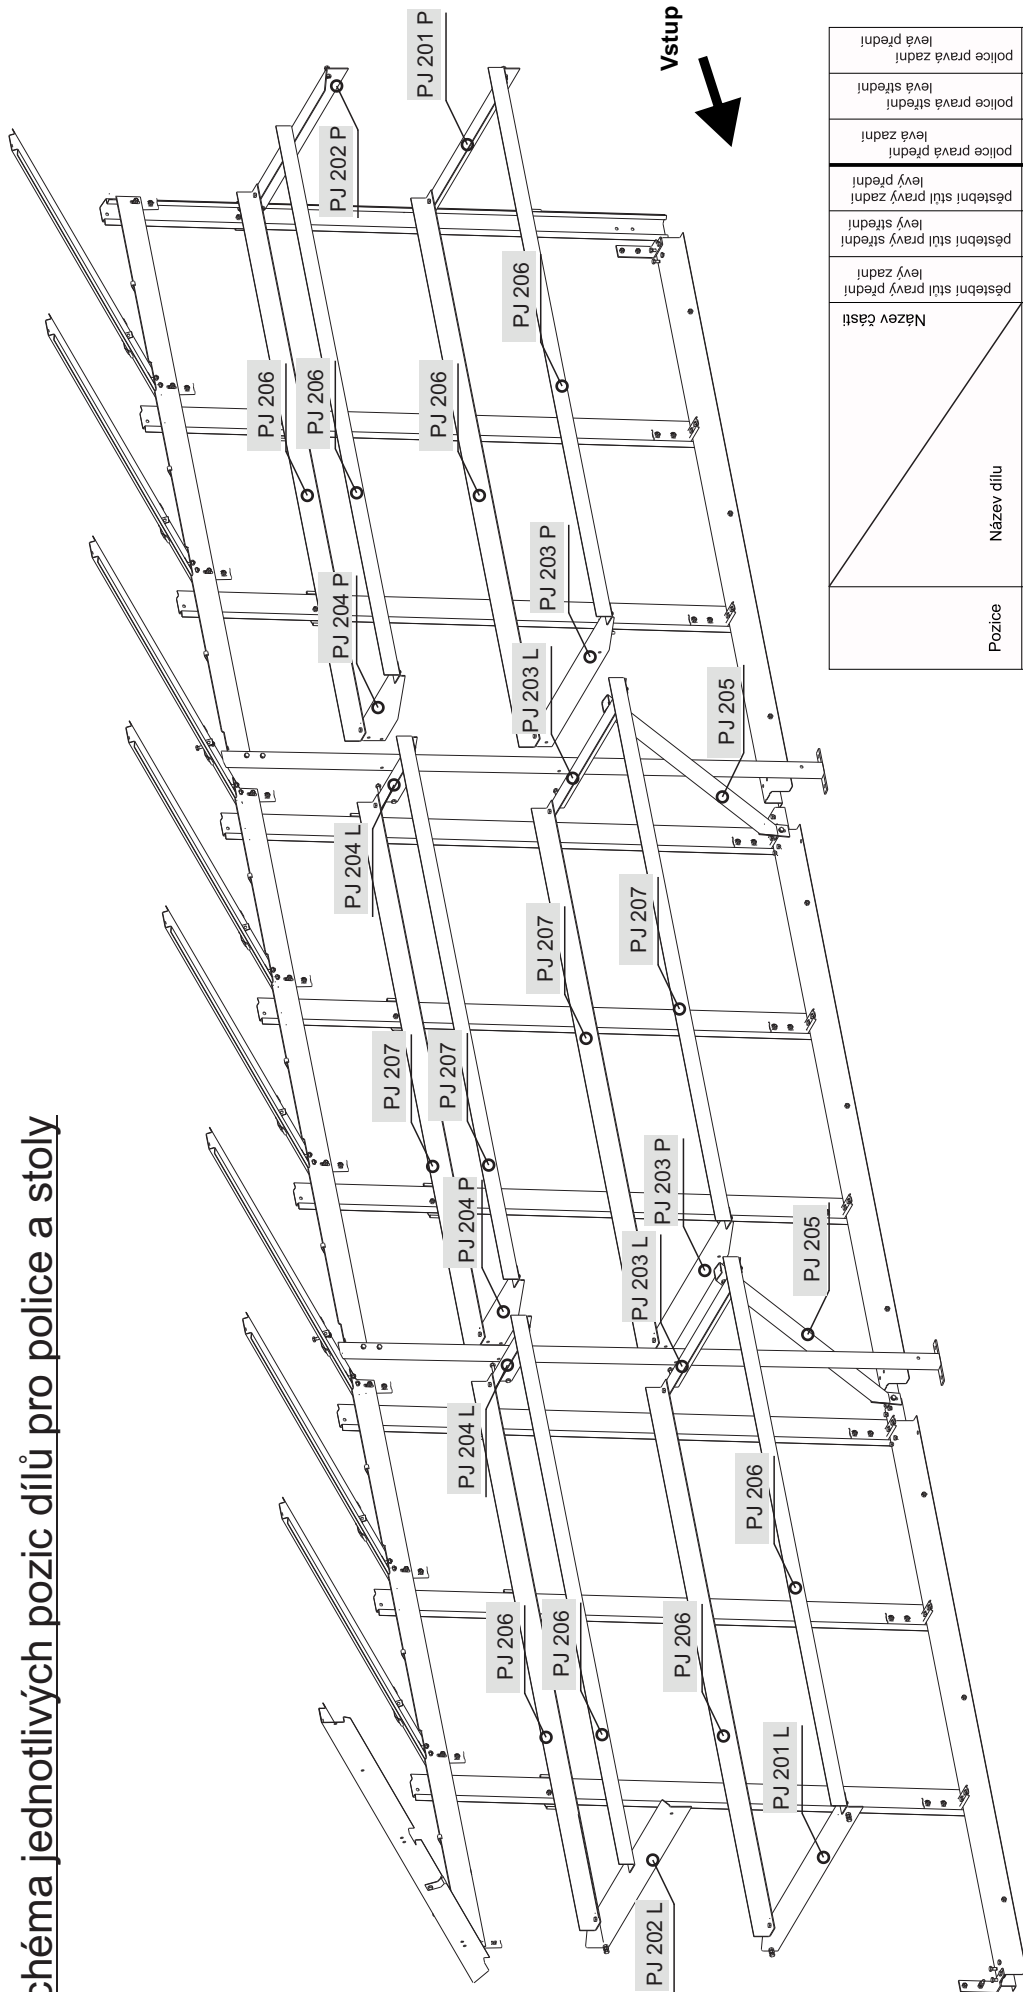 chéma jednotlivých pozic dílů pro police a stoly
PJ 206
PJ 206
PJ 202 P
PJ 204 P
PJ 204 L
PJ 207
PJ 207
PJ 204 P
PJ 204 L
PJ 206
PJ 206
PJ 202 L
PJ 201 P
PJ 206
PJ 206
PJ 203 P
PJ 203 L
PJ 205
PJ 207
PJ 207
PJ 203 P
PJ 203 L
PJ 205
PJ 206
PJ 206
PJ 201 L
Vstup
Pozice
Název dílu
Název části
pěstební stůl pravý přední
levý zadní
pěstební stůl pravý střední
levý střední
pěstební stůl pravý zadní
levý přední
police pravá přední
levá zadní
police pravá střední
levá střední
police pravá zadní
levá přední